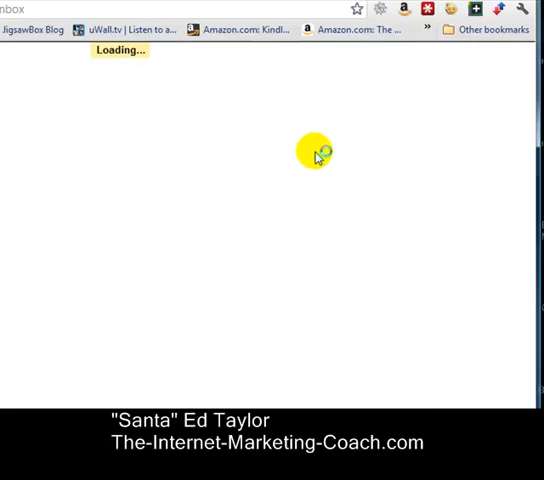 nbox
JigsawBox Blog uWall.tv | Listen to a... Amazon.com: Kindl... Amazon.com: The ... » Other bookmarks
Loading...
"Santa" Ed Taylor
The-Internet-Marketing-Coach.com